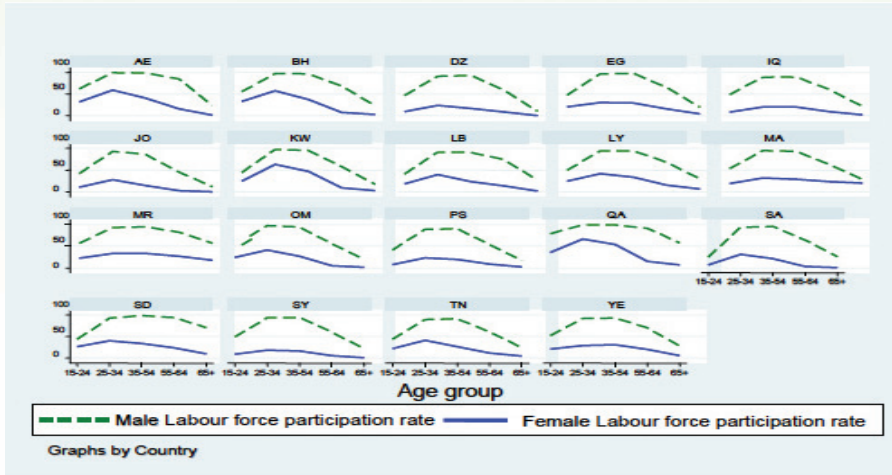 AE BH DZ EG IQ
100
50
0
JO KW LB LY MA
100
50
0
MR OM PS QA SA
100
50
0
15-24 25-34 35-54 55-64 65+
SD SY TN YE
100
50
0
15-24 25-34 35-54 55-64 65+ 15-24 25-34 35-54 55-64 65+ 15-24 25-34 35-54 55-64 65+ 15-24 25-34 35-54 55-64 65+
Age group
Male Labour force participation rate Female Labour force participation rate
Graphs by Country